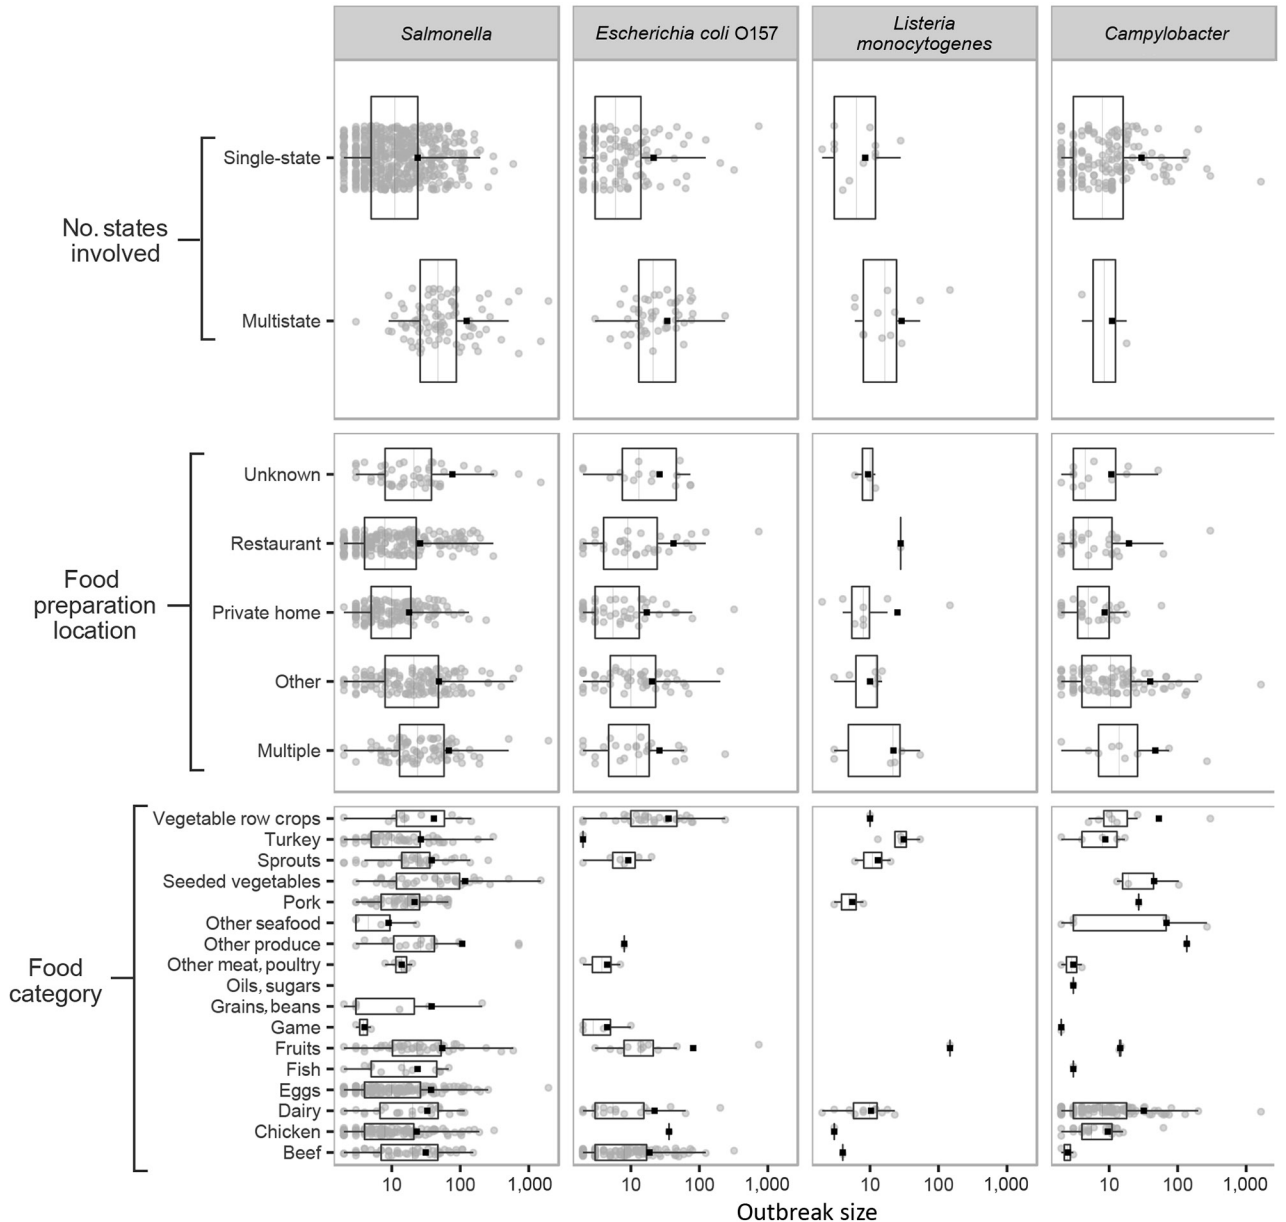 Salmonella
Escherichia coli O157
Listeria
monocytogenes
Campylobacter
No. states
involved
Single-state
Multistate
Food
preparation
location
Unknown
Restaurant
Private home
Other
Multiple
Food
category
Vegetable row crops
Turkey
Sprouts
Seeded vegetables
Pork
Other seafood
Other produce
Other meat, poultry
Oils, sugars
Grains, beans
Game
Fruits
Fish
Eggs
Dairy
Chicken
Beef
10 100 1,000 10 100 1,000 10 100 1,000 10 100 1,000
Outbreak size